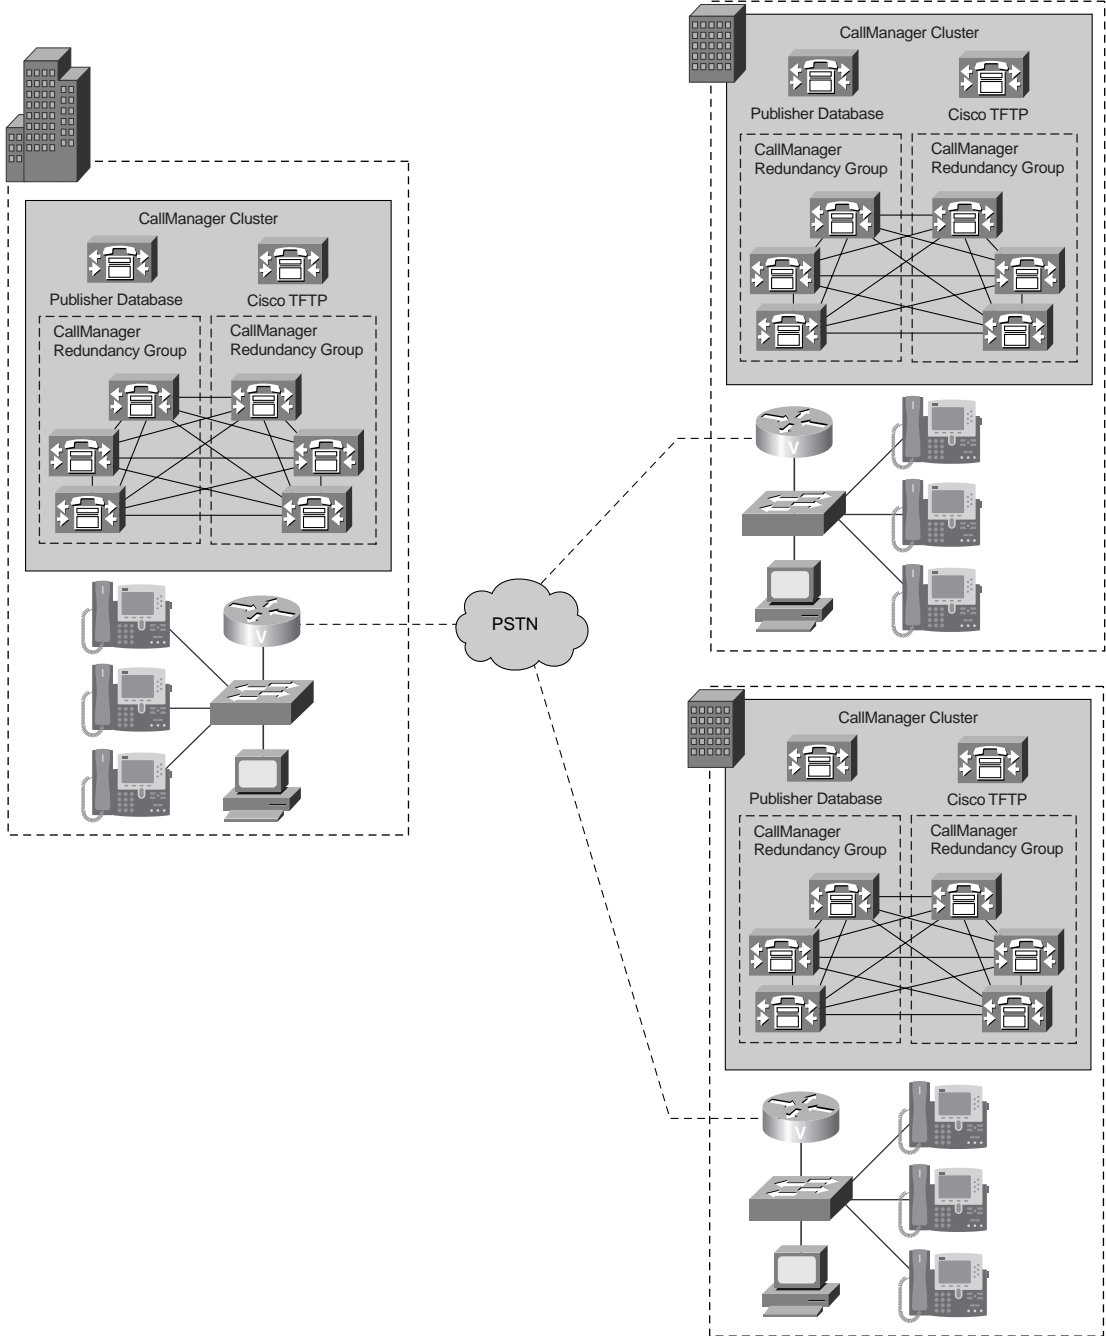 CallManager Cluster
Publisher Database
Cisco TFTP
CallManager
Redundancy Group
CallManager
Redundancy Group
V
PSTN
CallManager Cluster
Publisher Database
Cisco TFTP
CallManager
Redundancy Group
CallManager
Redundancy Group
V
CallManager Cluster
Publisher Database
Cisco TFTP
CallManager
Redundancy Group
CallManager
Redundancy Group
V